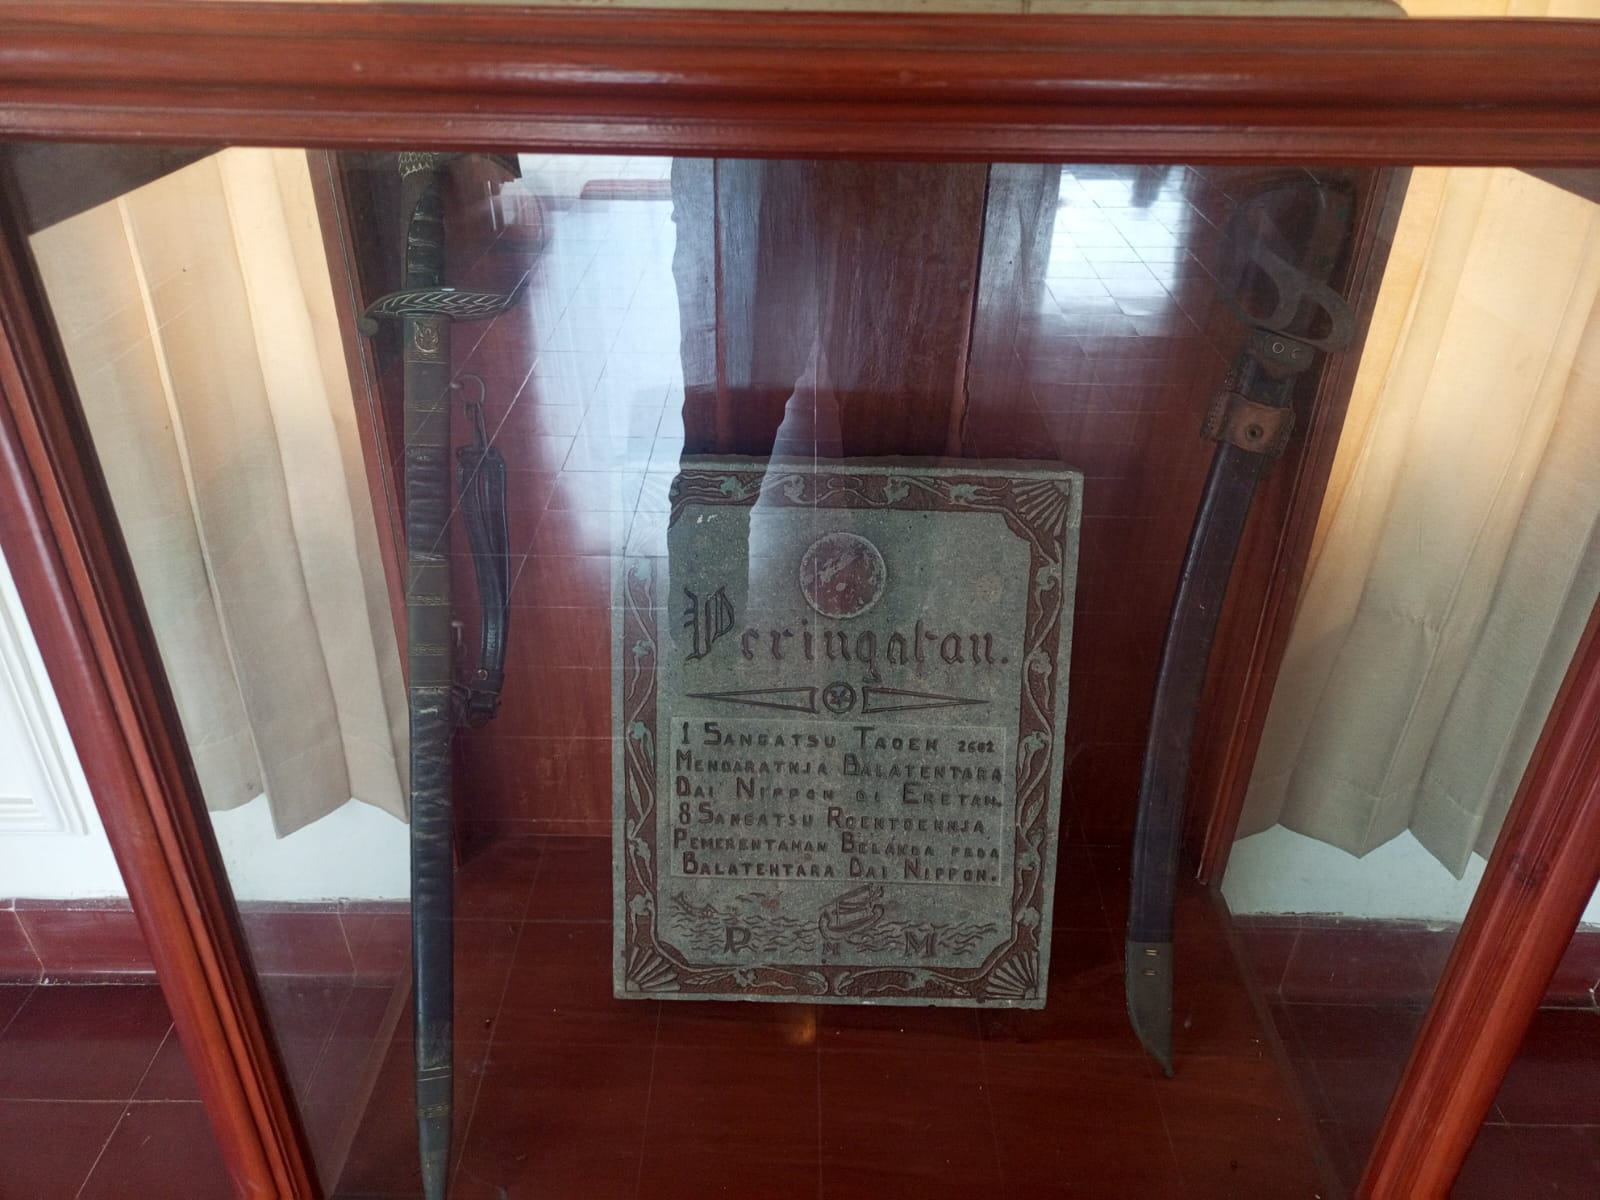 Peringatan.
1 SANGATSU TAOEN 2602
MENDARATNJA BALATENTARA
DAI NIPPON DI ERETAN.
8 SANGATSU ROENTOEHNJA
PEMERENTAHAN BELANDA PADA
BALATENTARA DAI NIPPON.
P M M